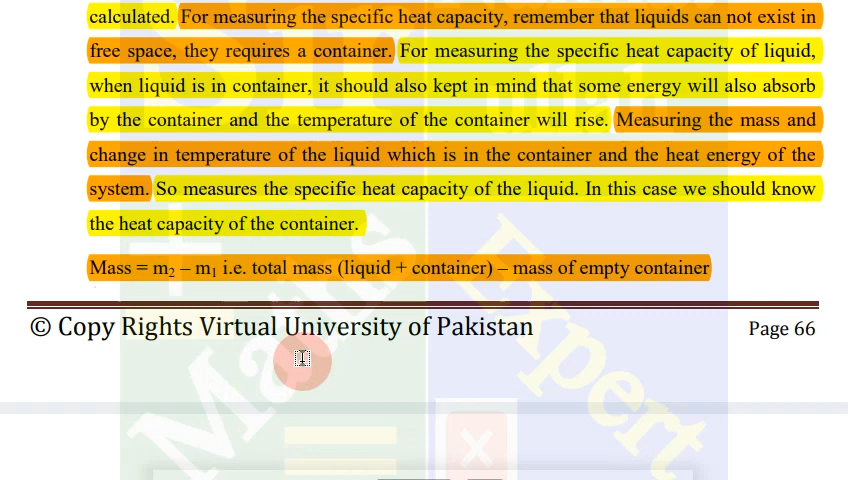 calculated. For measuring the specific heat capacity, remember that liquids can not exist in
free space, they requires a container. For measuring the specific heat capacity of liquid,
when liquid is in container, it should also kept in mind that some energy will also absorb
by the container and the temperature of the container will rise. Measuring the mass and
change in temperature of the liquid which is in the container and the heat energy of the
system. So measures the specific heat capacity of the liquid. In this case we should know
the heat capacity of the container.
Mass = m₂ – m₁ i.e. total mass (liquid + container) – mass of empty container
© Copy Rights Virtual University of Pakistan Page 66
Maths Expert